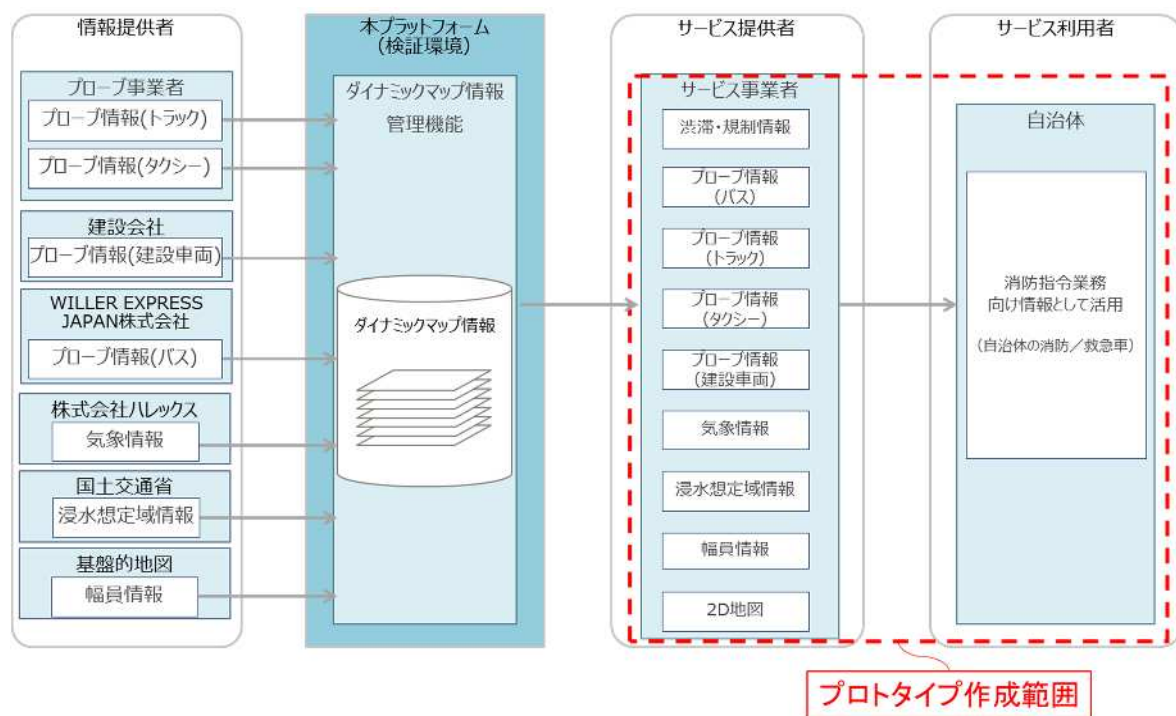 情報提供者
プローブ事業者
プローブ情報(トラック)
プローブ情報(タクシー)
建設会社
プローブ情報(建設車両)
WILLER EXPRESS
JAPAN株式会社
プローブ情報(バス)
株式会社ハレックス
気象情報
国土交通省
浸水想定域情報
基盤的地図
幅員情報
本プラットフォーム
(検証環境)
ダイナミックマップ情報
管理機能
ダイナミックマップ情報
サービス提供者
サービス事業者
渋滞・規制情報
プローブ情報
(バス)
プローブ情報
(トラック)
プローブ情報
(タクシー)
プローブ情報
(建設車両)
気象情報
浸水想定域情報
幅員情報
2D地図
サービス利用者
自治体
消防指令業務
向け情報として活用
(自治体の消防/救急車)
プロトタイプ作成範囲